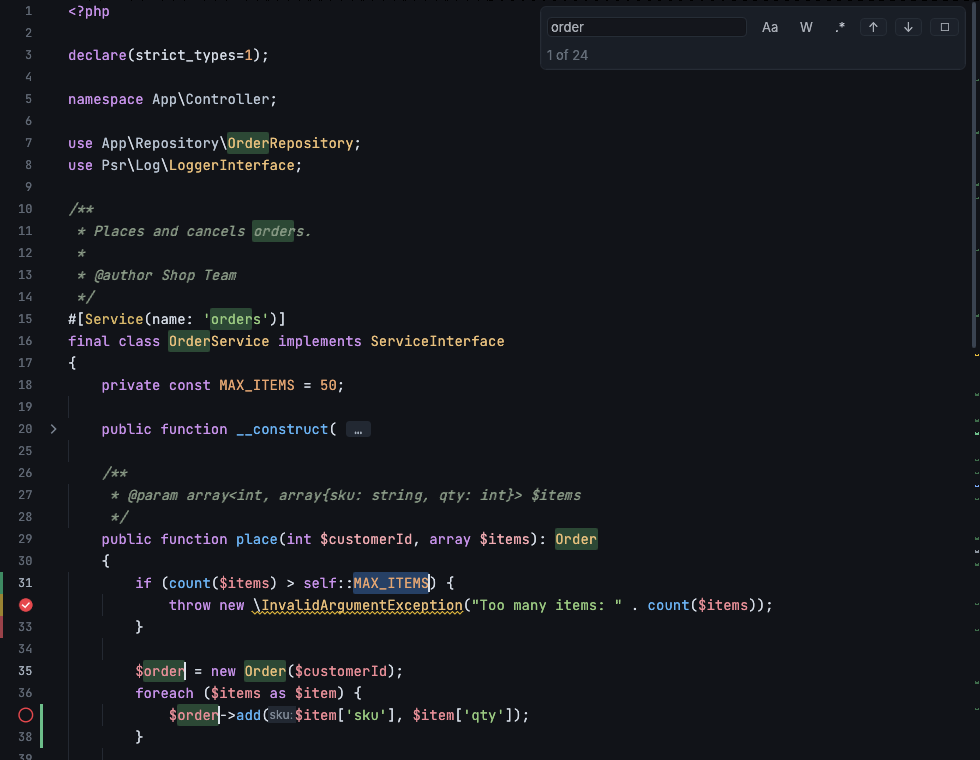 order Aa W .*
1 of 24
1 <?php
2
3 declare(strict_types=1);
4
5 namespace App\Controller;
6
7 use App\Repository\OrderRepository;
8 use Psr\Log\LoggerInterface;
9
10 /**
11  * Places and cancels orders.
12  *
13  * @author Shop Team
14  */
15 #[Service(name: 'orders')]
16 final class OrderService implements ServiceInterface
17 {
18     private const MAX_ITEMS = 50;
19
20     public function __construct( …
25
26     /**
27      * @param array<int, array{sku: string, qty: int}> $items
28      */
29     public function place(int $customerId, array $items): Order
30     {
31         if (count($items) > self::MAX_ITEMS) {
            throw new \InvalidArgumentException("Too many items: " . count($items));
33         }
34
35         $order = new Order($customerId);
36         foreach ($items as $item) {
            $order->add(sku: $item['sku'], $item['qty']);
38         }
39